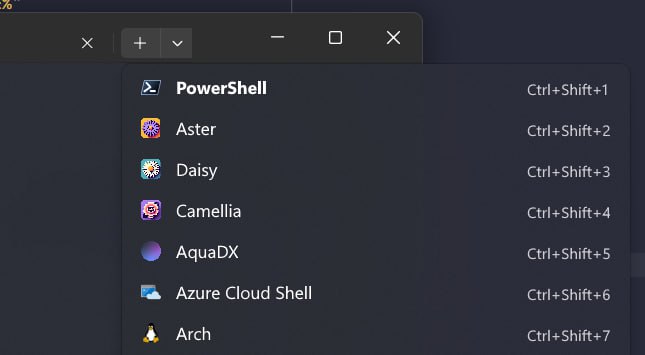 %"
PowerShell Ctrl+Shift+1
Aster Ctrl+Shift+2
Daisy Ctrl+Shift+3
Camellia Ctrl+Shift+4
AquaDX Ctrl+Shift+5
Azure Cloud Shell Ctrl+Shift+6
Arch Ctrl+Shift+7